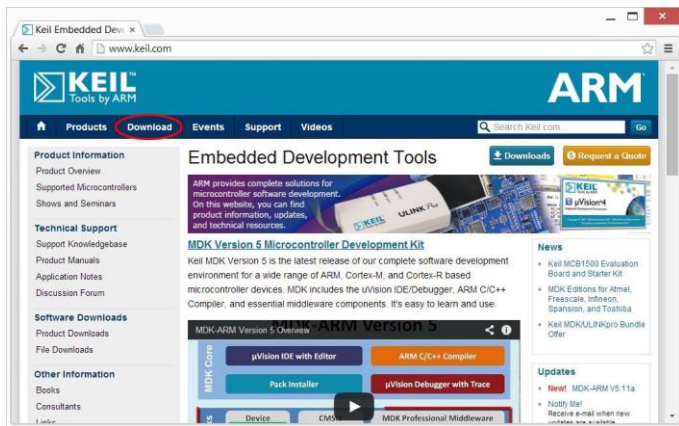 Keil Embedded Dev
www.keil.com
KEIL™
Tools by ARM
ARM
Products Download Events Support Videos
Search Keil.com...
Go
Product Information
Product Overview
Supported Microcontrollers
Shows and Seminars
Technical Support
Support Knowledgebase
Product Manuals
Application Notes
Discussion Forum
Software Downloads
Product Downloads
File Downloads
Other Information
Books
Consultants
Links
Embedded Development Tools
Downloads
Request a Quote
ARM provides complete solutions for
microcontroller software development.
On this website, you can find
product information, updates,
and technical resources.
KEIL
ULINK Pro
KEIL
µVision4
MDK Version 5 Microcontroller Development Kit
Keil MDK Version 5 is the latest release of our complete software development
environment for a wide range of ARM, Cortex-M, and Cortex-R based
microcontroller devices. MDK includes the µVision IDE/Debugger, ARM C/C++
Compiler, and essential middleware components. It's easy to learn and use.
MDK-ARM Version 5
MDK-ARM Version 5 Overview
MDK Core
µVision IDE with Editor
ARM C/C++ Compiler
Pack Installer
µVision Debugger with Trace
Device
CMSIS
MDK Professional Middleware
News
Keil MCB1500 Evaluation
Board and Starter Kit
MDK Editions for Atmel,
Freescale, Infineon,
Spansion, and Toshiba
Keil MDK/ULINKpro Bundle
Offer
Updates
New! MDK-ARM V5.11a
Notify Me!
Receive e-mail when new
updates are available.